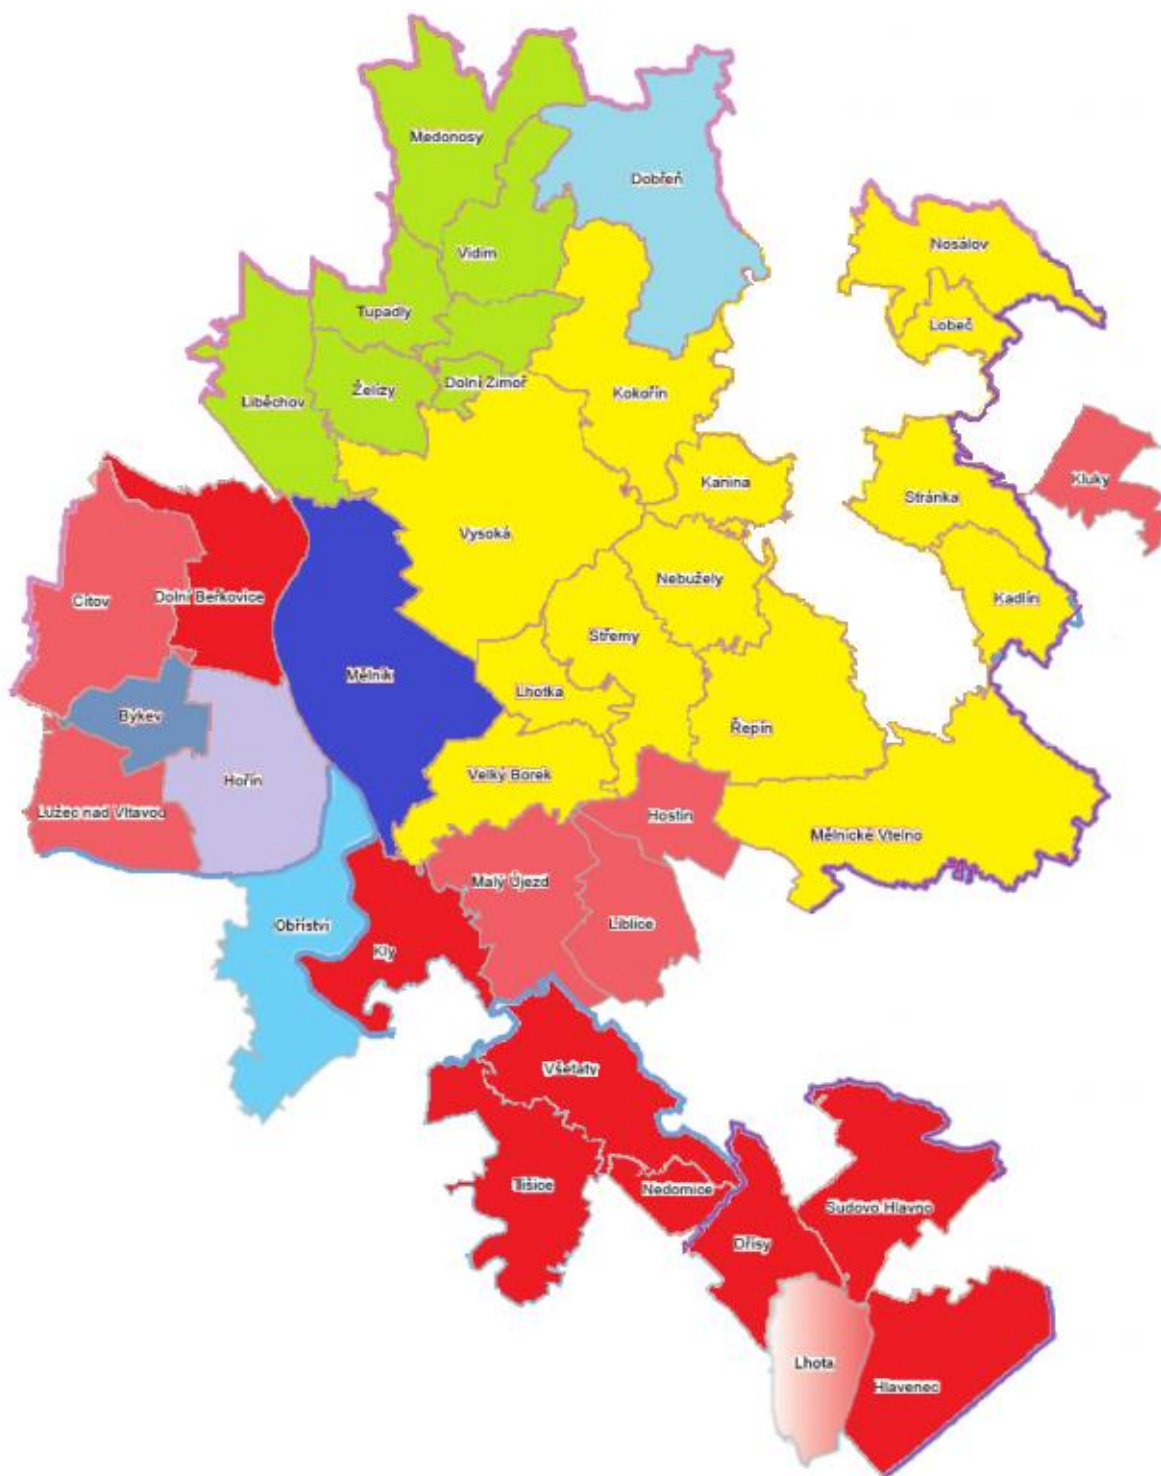 Medonosy
Dobřeň
Nosálov
Vidim
Tupadly
Lobeč
Želízy
Dolní Zimoř
Kokořín
Liběchov
Kluky
Kanina
Stránka
Vysoká
Nebužely
Cítov
Dolní Beřkovice
Kadlín
Střemy
Mělník
Lhotka
Býkev
Řepín
Hořín
Velký Borek
Lužec nad Vltavou
Hostín
Mělnické Vtelno
Malý Újezd
Obříství
Liblice
Kly
Všetaty
Tišice
Nedomice
Sudovo Hlavno
Dřísy
Lhota
Hlavenec